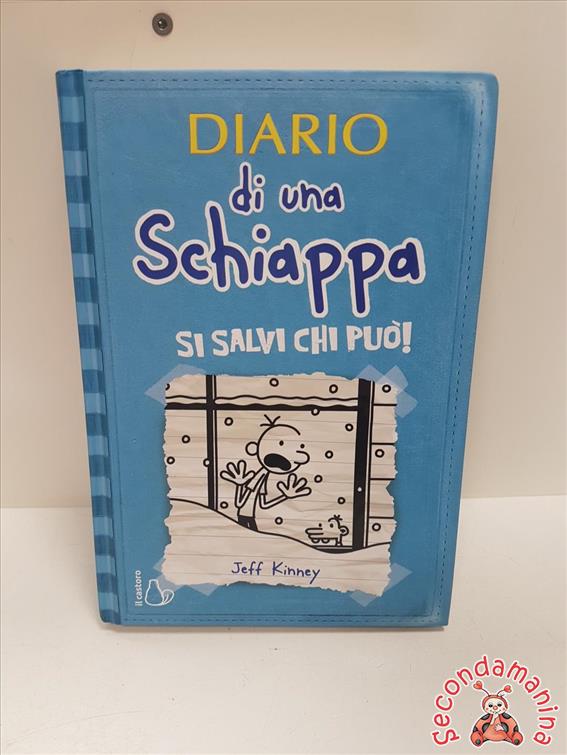 DIARIO
di una
Schiappa
SI SALVI CHI PUÒ!
Jeff Kinney
il castoro
Secondamanina